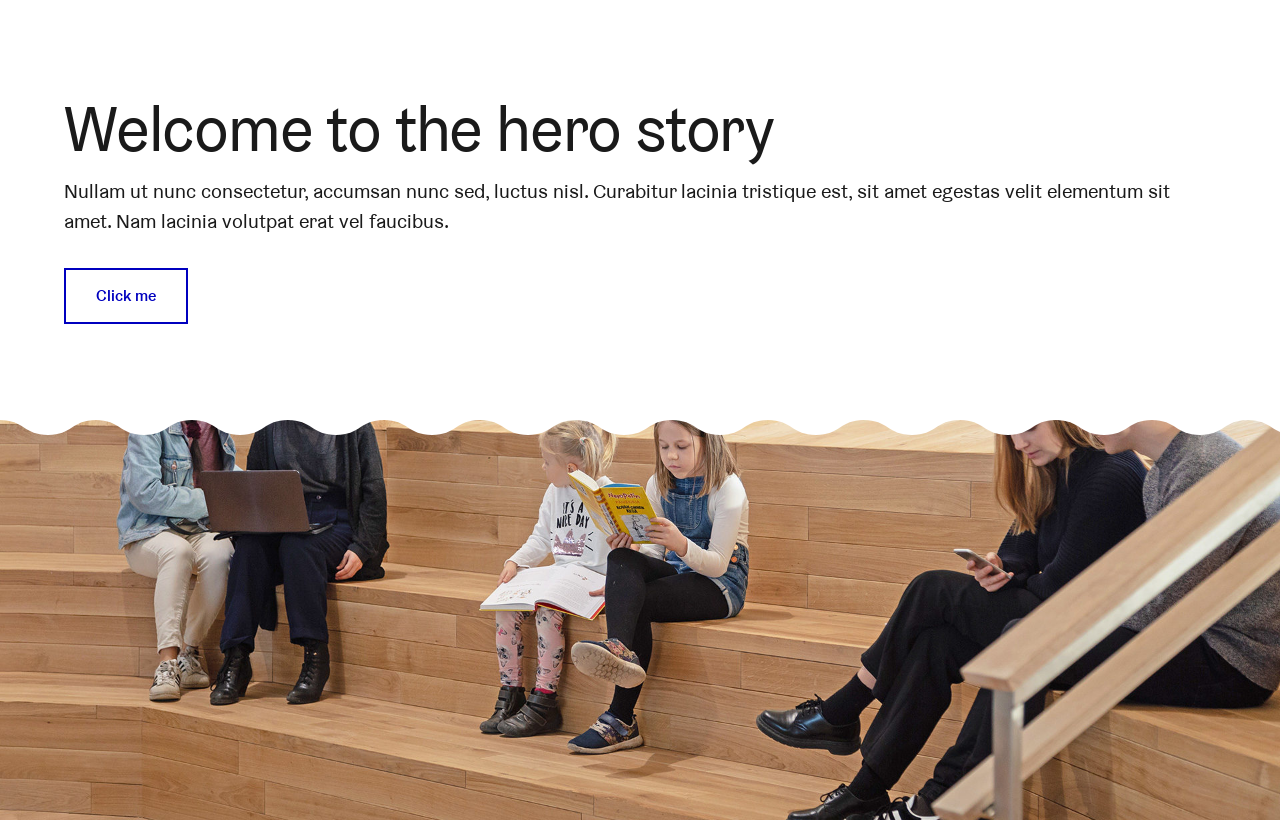 Welcome to the hero story
Nullam ut nunc consectetur, accumsan nunc sed, luctus nisl. Curabitur lacinia tristique est, sit amet egestas velit elementum sit
amet. Nam lacinia volutpat erat vel faucibus.
Click me
IT'S A
NICE DAY